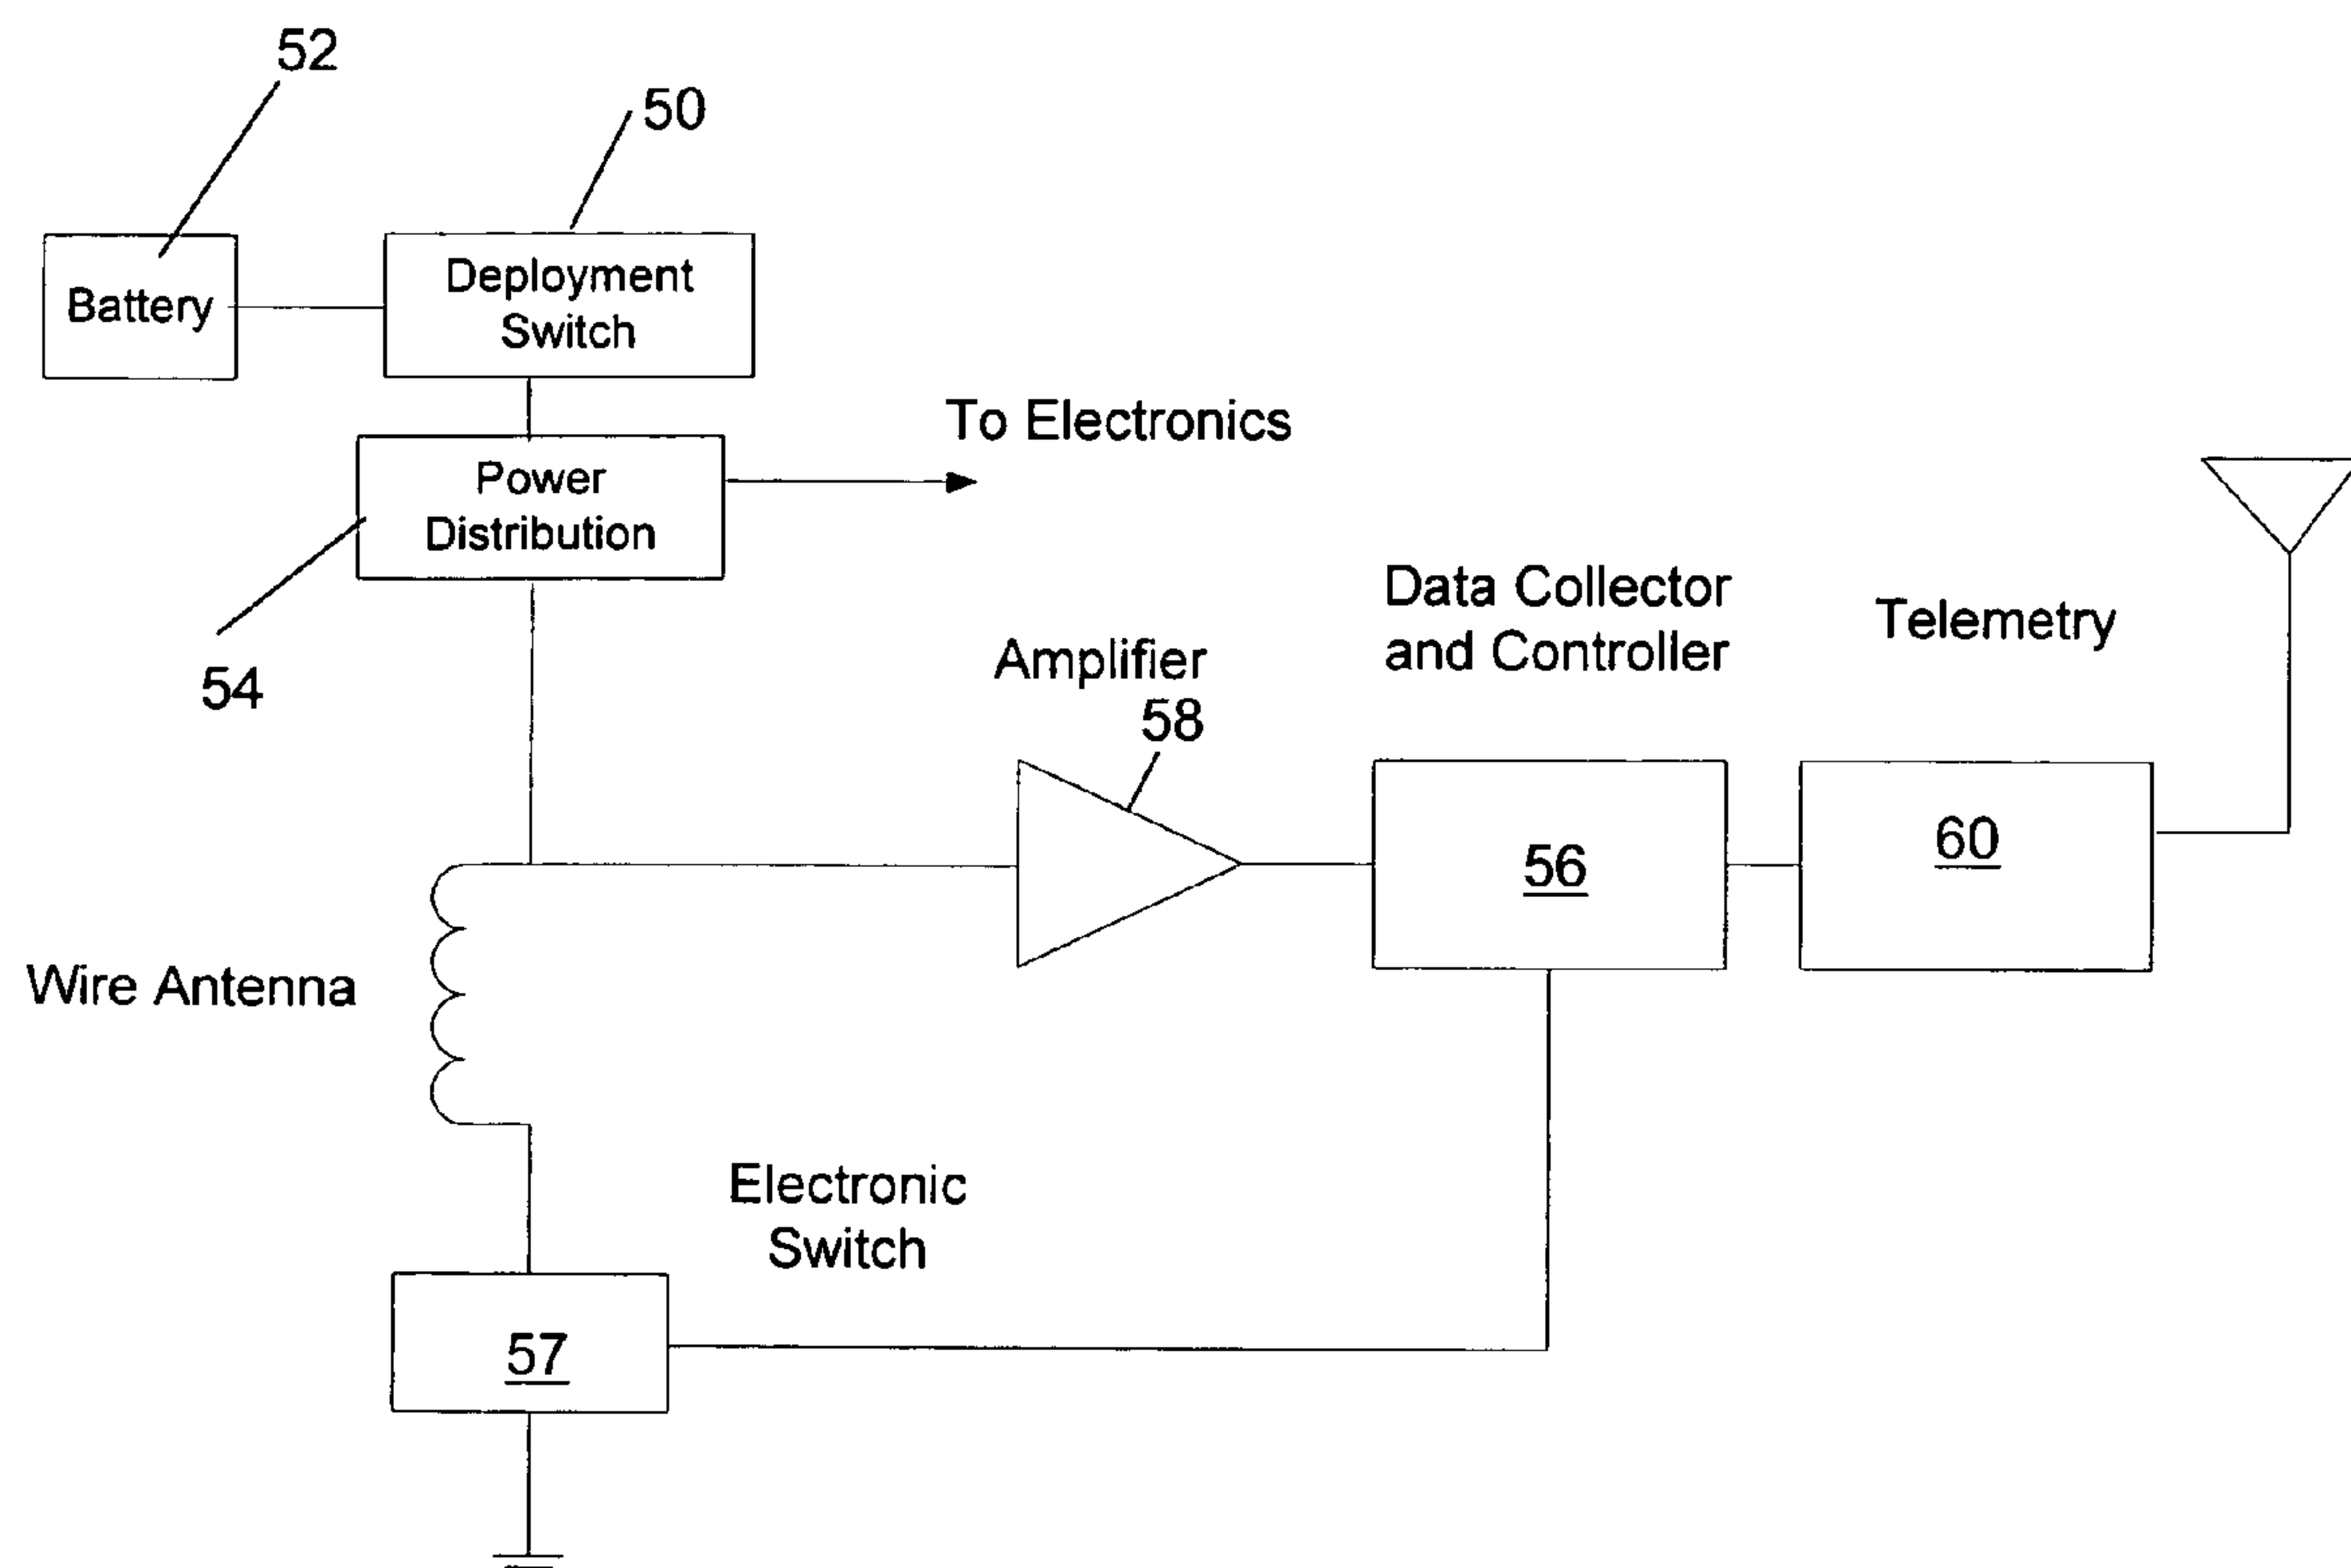 52
50
Battery
Deployment
Switch
To Electronics
Power
Distribution
54
Data Collector
and Controller
Telemetry
Amplifier
58
56
60
Wire Antenna
Electronic
Switch
57